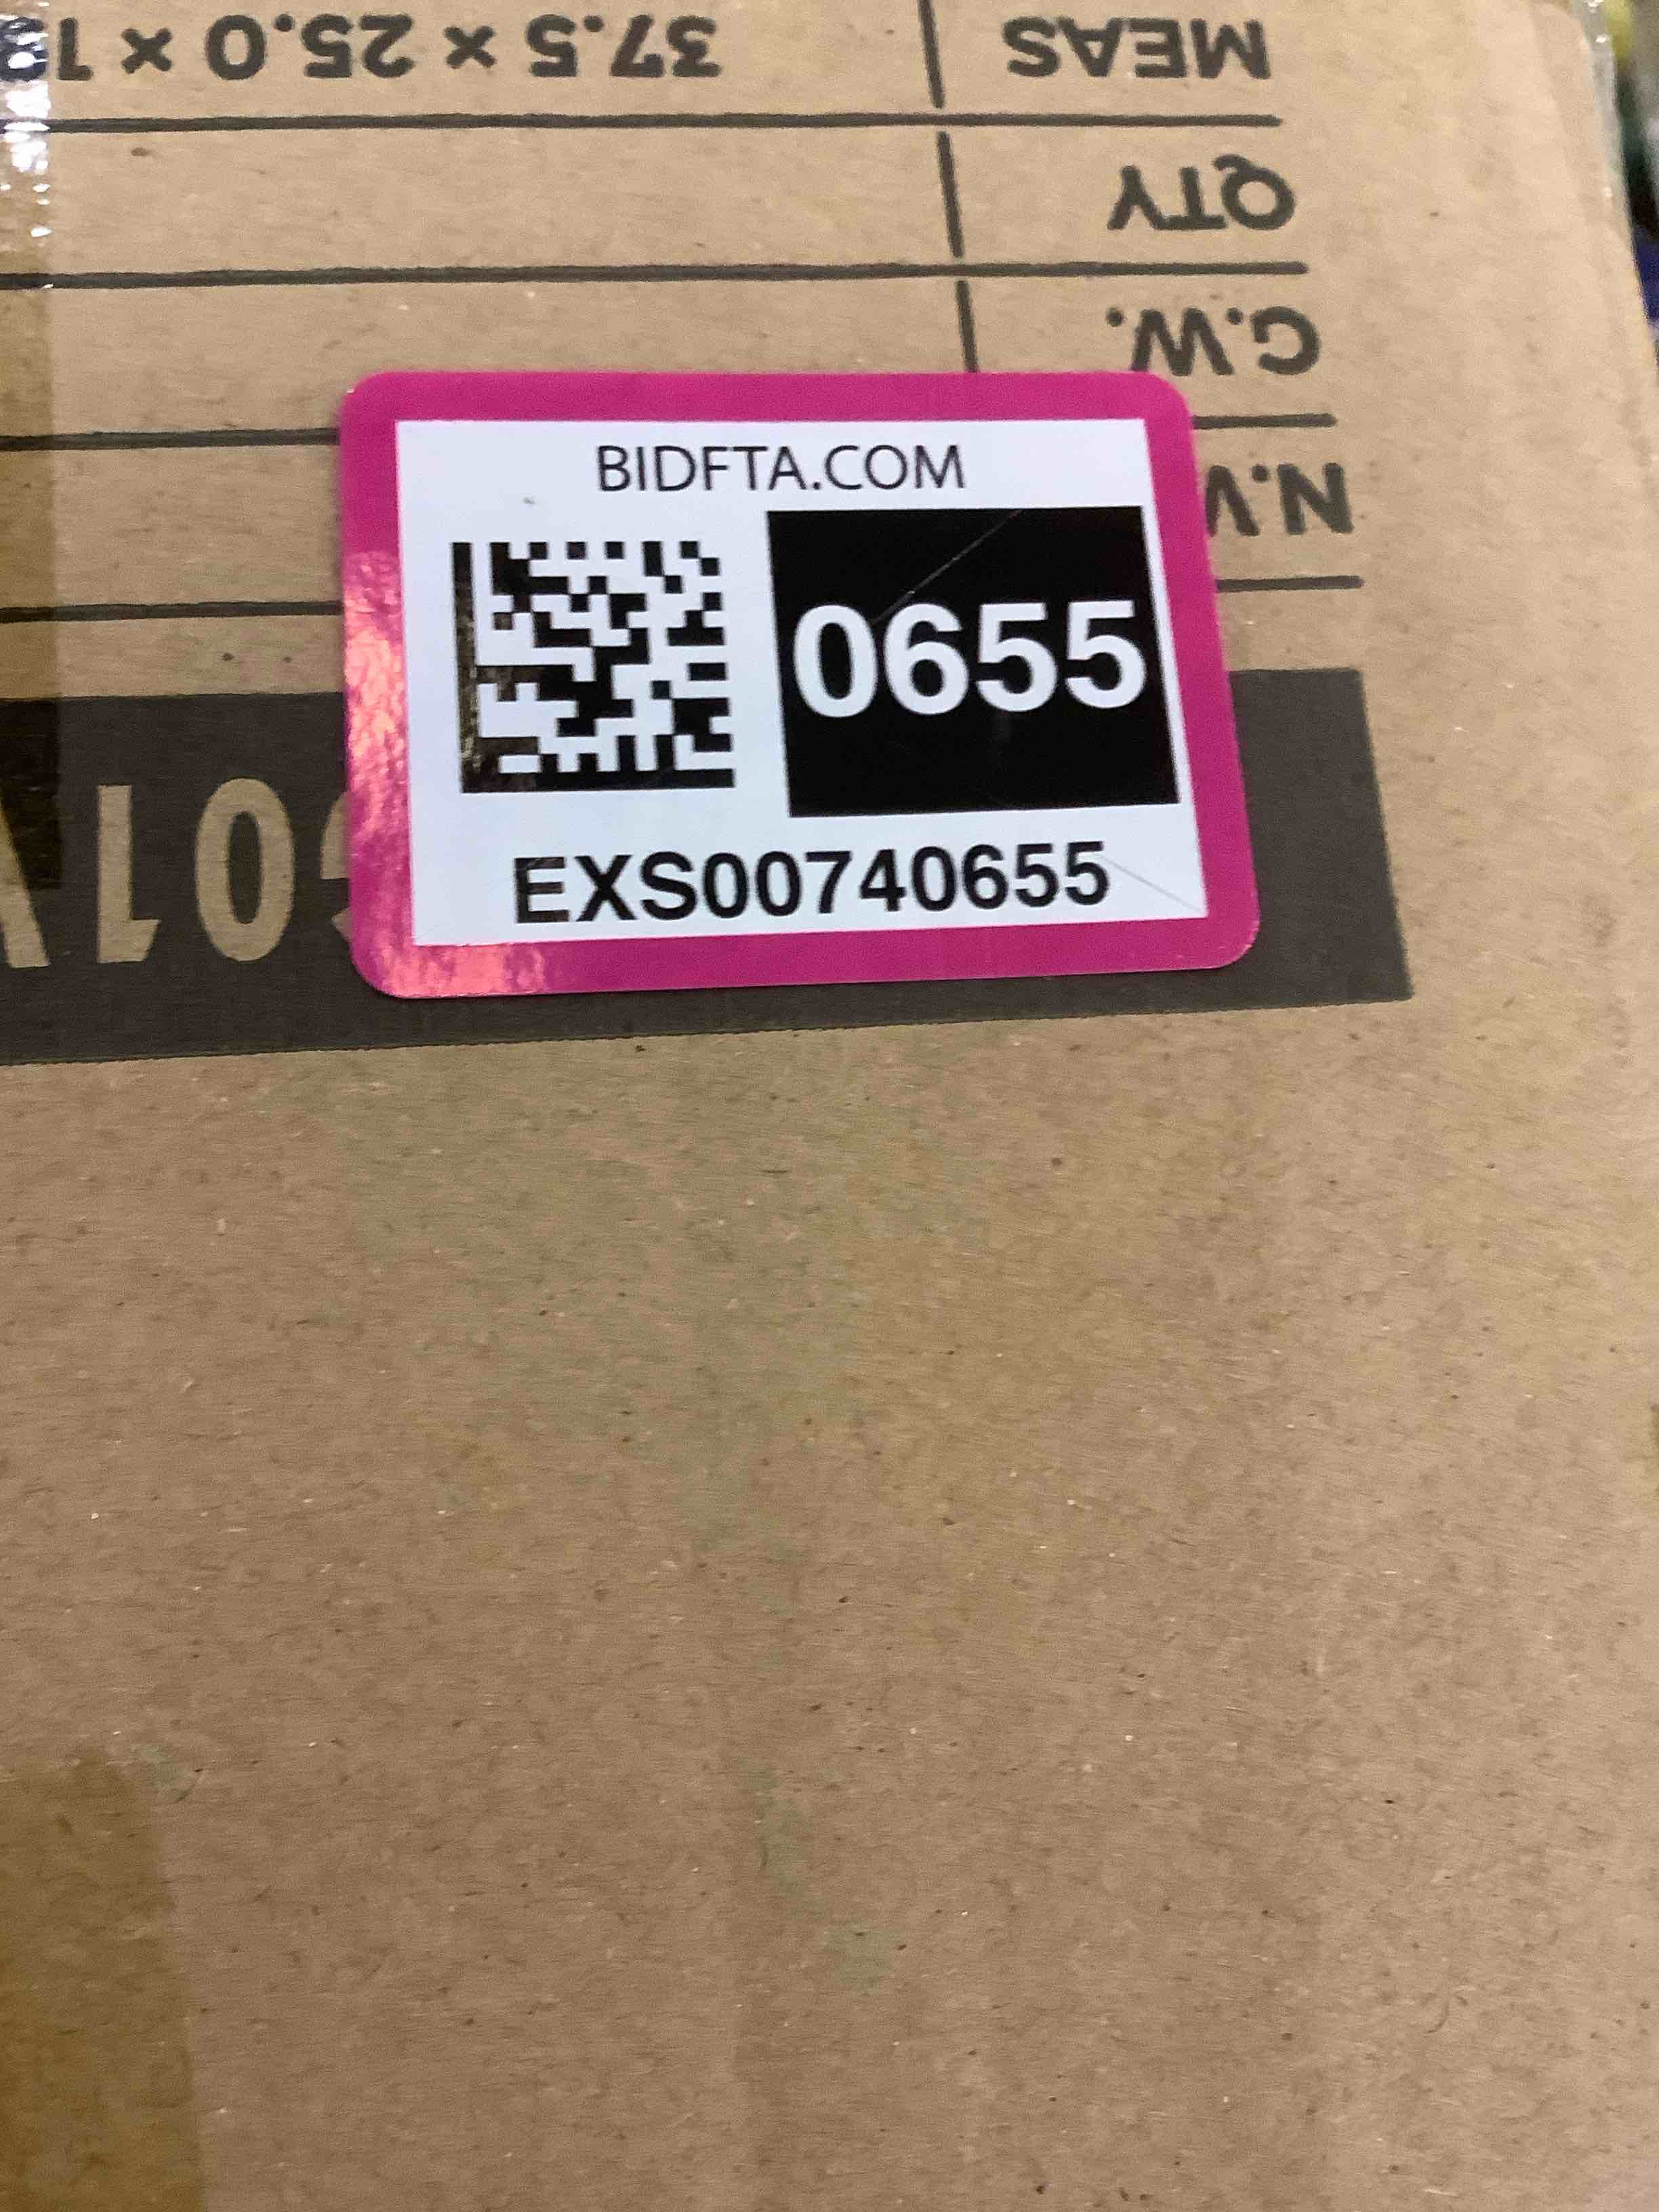 MEAS 37.5 × 25.0 ×
QTY
G.W.
BIDFTA.COM
0655
EXS00740655